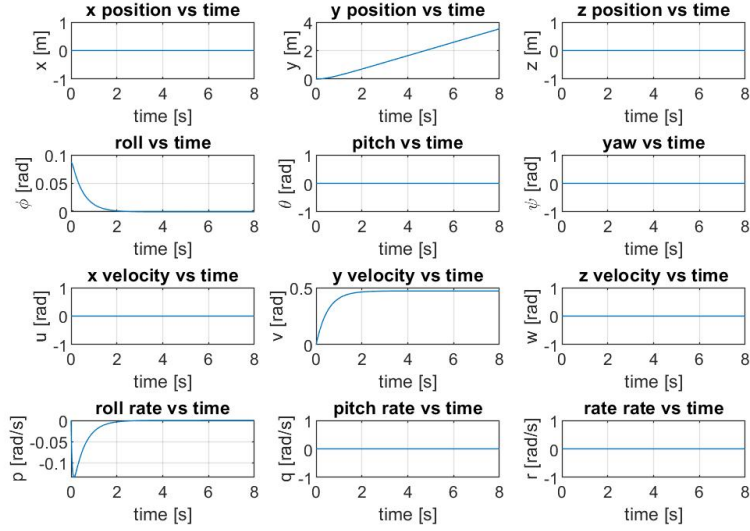 x position vs time
y position vs time
z position vs time
1
0
-1
x [m]
0 2 4 6 8
time [s]
4
2
0
y [m]
0 2 4 6 8
time [s]
1
0
-1
z [m]
0 2 4 6 8
time [s]
roll vs time
pitch vs time
yaw vs time
0.1
0.05
0
ϕ [rad]
0 2 4 6 8
time [s]
1
0
-1
θ [rad]
0 2 4 6 8
time [s]
1
0
-1
ψ [rad]
0 2 4 6 8
time [s]
x velocity vs time
y velocity vs time
z velocity vs time
1
0
-1
u [rad]
0 2 4 6 8
time [s]
0.5
0
v [rad]
0 2 4 6 8
time [s]
1
0
-1
w [rad]
0 2 4 6 8
time [s]
roll rate vs time
pitch rate vs time
rate rate vs time
0
-0.05
-0.1
p [rad/s]
0 2 4 6 8
time [s]
1
0
-1
q [rad/s]
0 2 4 6 8
time [s]
1
0
-1
r [rad/s]
0 2 4 6 8
time [s]